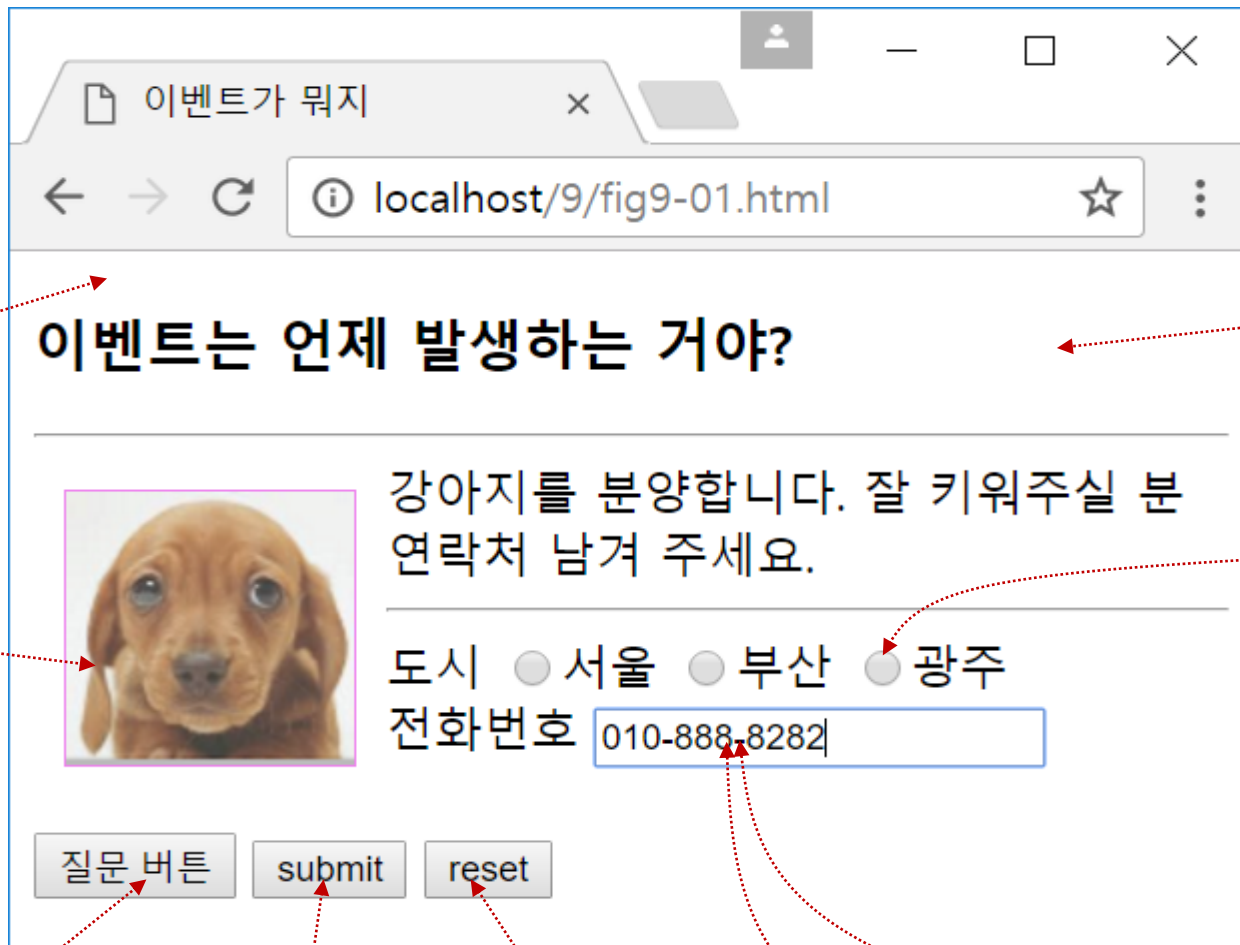 이벤트가 뭐지
localhost/9/fig9-01.html
이벤트는 언제 발생하는 거야?
강아지를 분양합니다. 잘 키워주실 분
연락처 남겨 주세요.
도시 서울 부산 광주
전화번호 010-888-8282
질문 버튼 submit reset